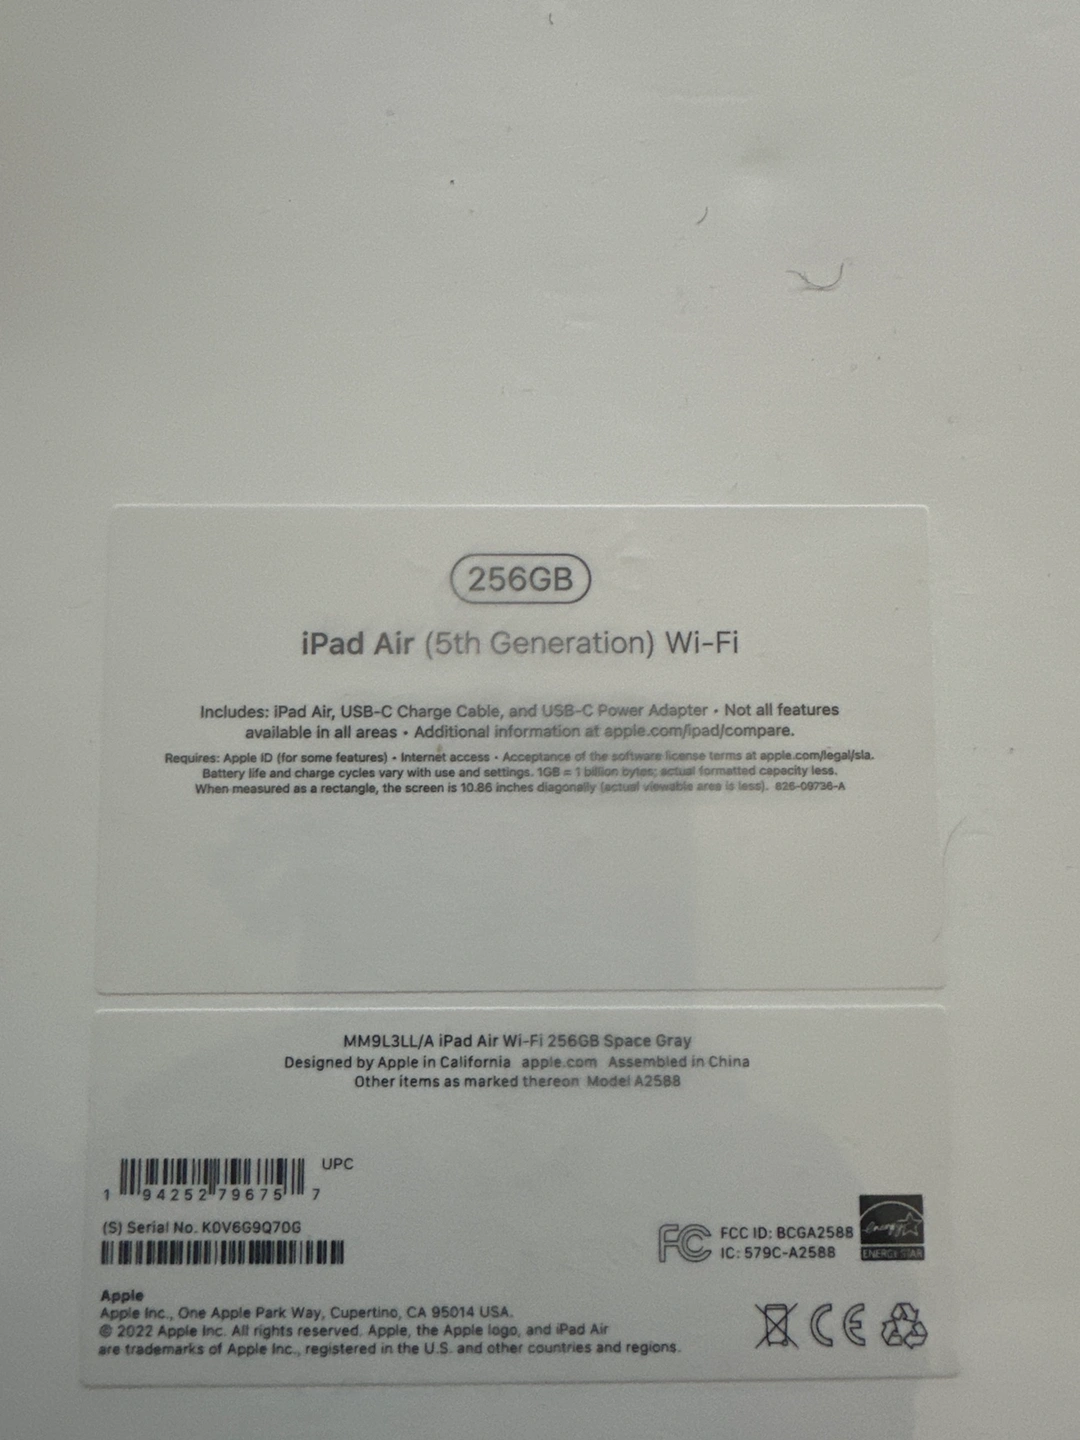 256GB
iPad Air (5th Generation) Wi-Fi
Includes: iPad Air, USB-C Charge Cable, and USB-C Power Adapter • Not all features
available in all areas • Additional information at apple.com/ipad/compare.
Requires: Apple ID (for some features) • Internet access • Acceptance of the software license terms at apple.com/legal/sla.
Battery life and charge cycles vary with use and settings. 1GB = 1 billion bytes; actual formatted capacity less.
When measured as a rectangle, the screen is 10.86 inches diagonally (actual viewable area is less). 626-09736-A
MM9L3LL/A iPad Air Wi-Fi 256GB Space Gray
Designed by Apple in California apple.com Assembled in China
Other items as marked thereon Model A2588
UPC
1 94252 79675 7
(S) Serial No. K0V6G9Q70G
FC FCC ID: BCGA2588
IC: 579C-A2588
energy
ENERGY STAR
Apple
Apple Inc., One Apple Park Way, Cupertino, CA 95014 USA.
© 2022 Apple Inc. All rights reserved. Apple, the Apple logo, and iPad Air
are trademarks of Apple Inc., registered in the U.S. and other countries and regions.
CE